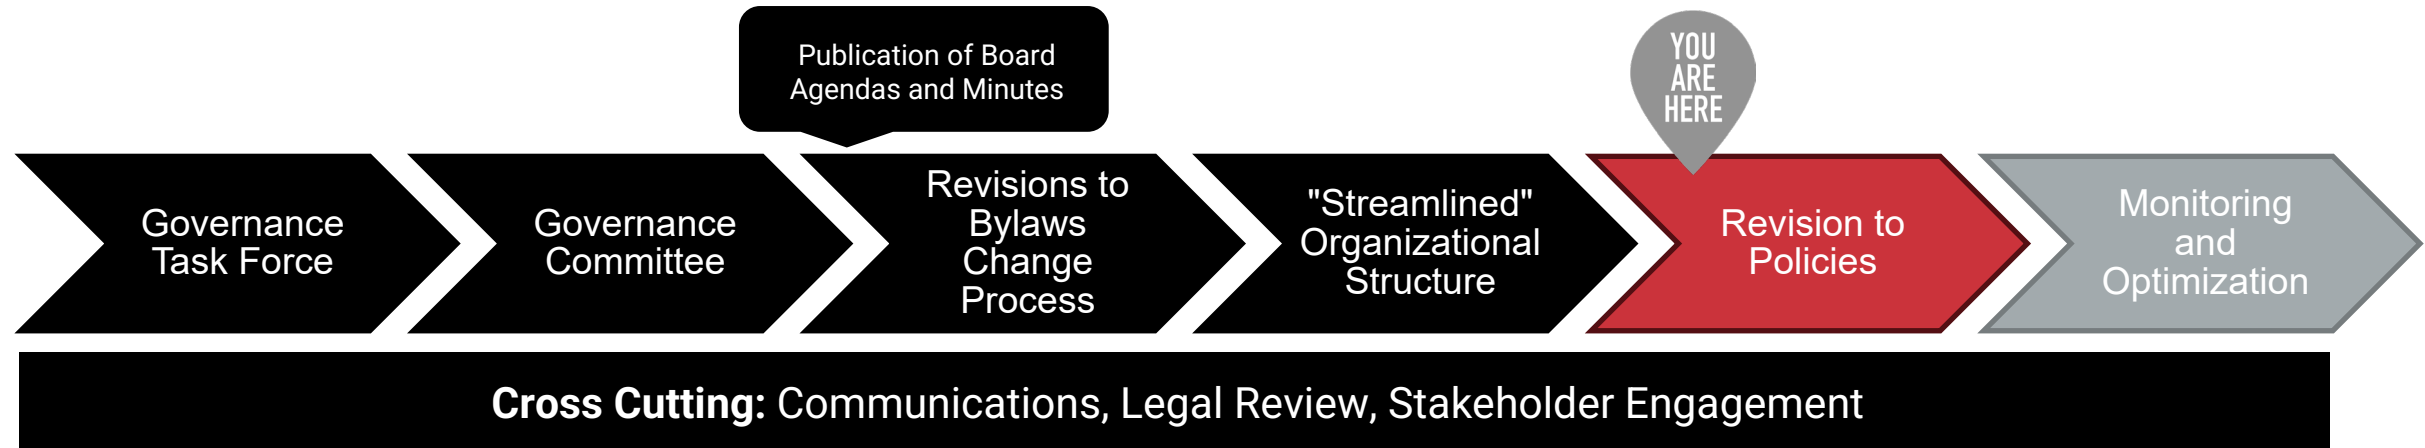 Publication of Board
Agendas and Minutes
YOU
ARE
HERE
Governance
Task Force
Governance
Committee
Revisions to
Bylaws
Change
Process
"Streamlined"
Organizational
Structure
Revision to
Policies
Monitoring
and
Optimization
Cross Cutting: Communications, Legal Review, Stakeholder Engagement